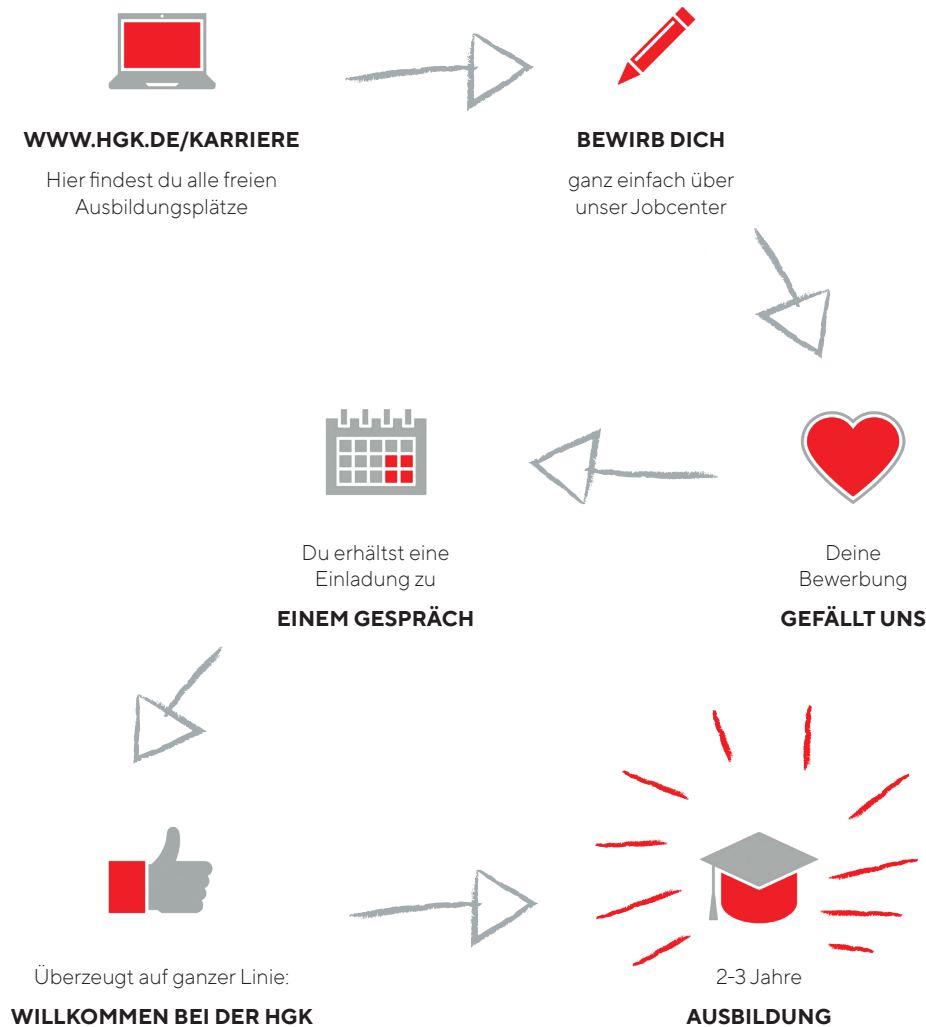 WWW.HGK.DE/KARRIERE
Hier findest du alle freien
Ausbildungsplätze
BEWIRB DICH
ganz einfach über
unser Jobcenter
Deine
Bewerbung
GEFÄLLT UNS
Du erhältst eine
Einladung zu
EINEM GESPRÄCH
Überzeugt auf ganzer Linie:
WILLKOMMEN BEI DER HGK
2-3 Jahre
AUSBILDUNG